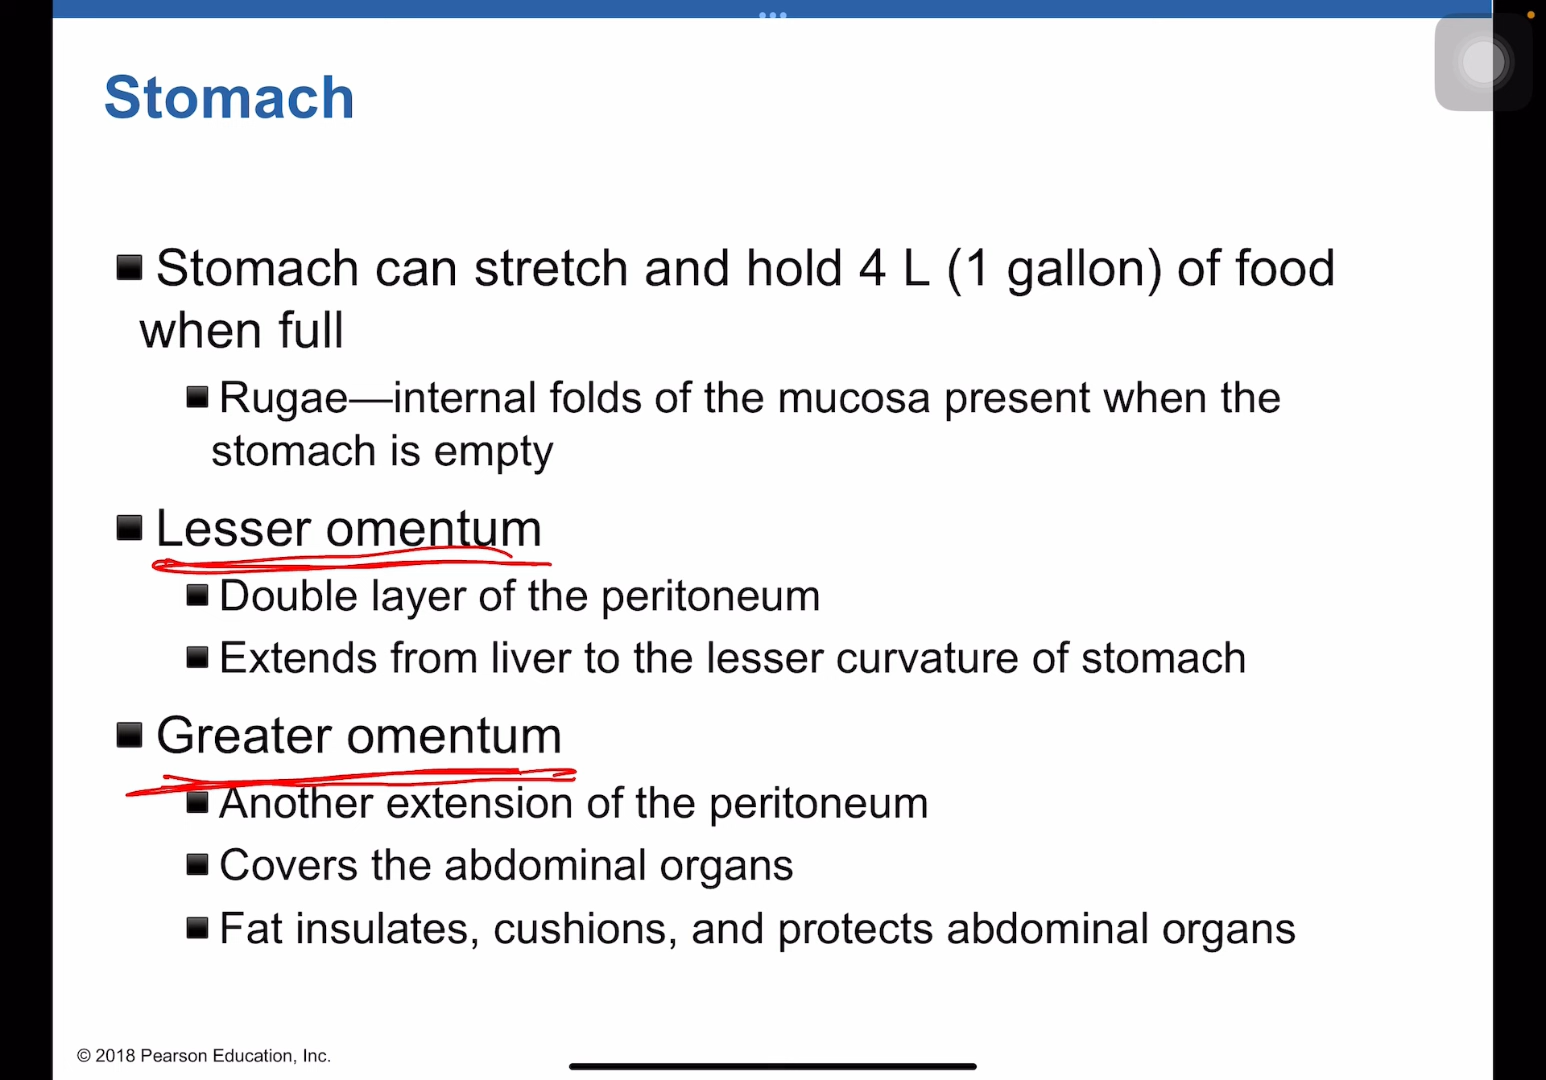 Stomach
■ Stomach can stretch and hold 4 L (1 gallon) of food
when full
■ Rugae—internal folds of the mucosa present when the
stomach is empty
■ Lesser omentum
■ Double layer of the peritoneum
■ Extends from liver to the lesser curvature of stomach
■ Greater omentum
■ Another extension of the peritoneum
■ Covers the abdominal organs
■ Fat insulates, cushions, and protects abdominal organs
© 2018 Pearson Education, Inc.